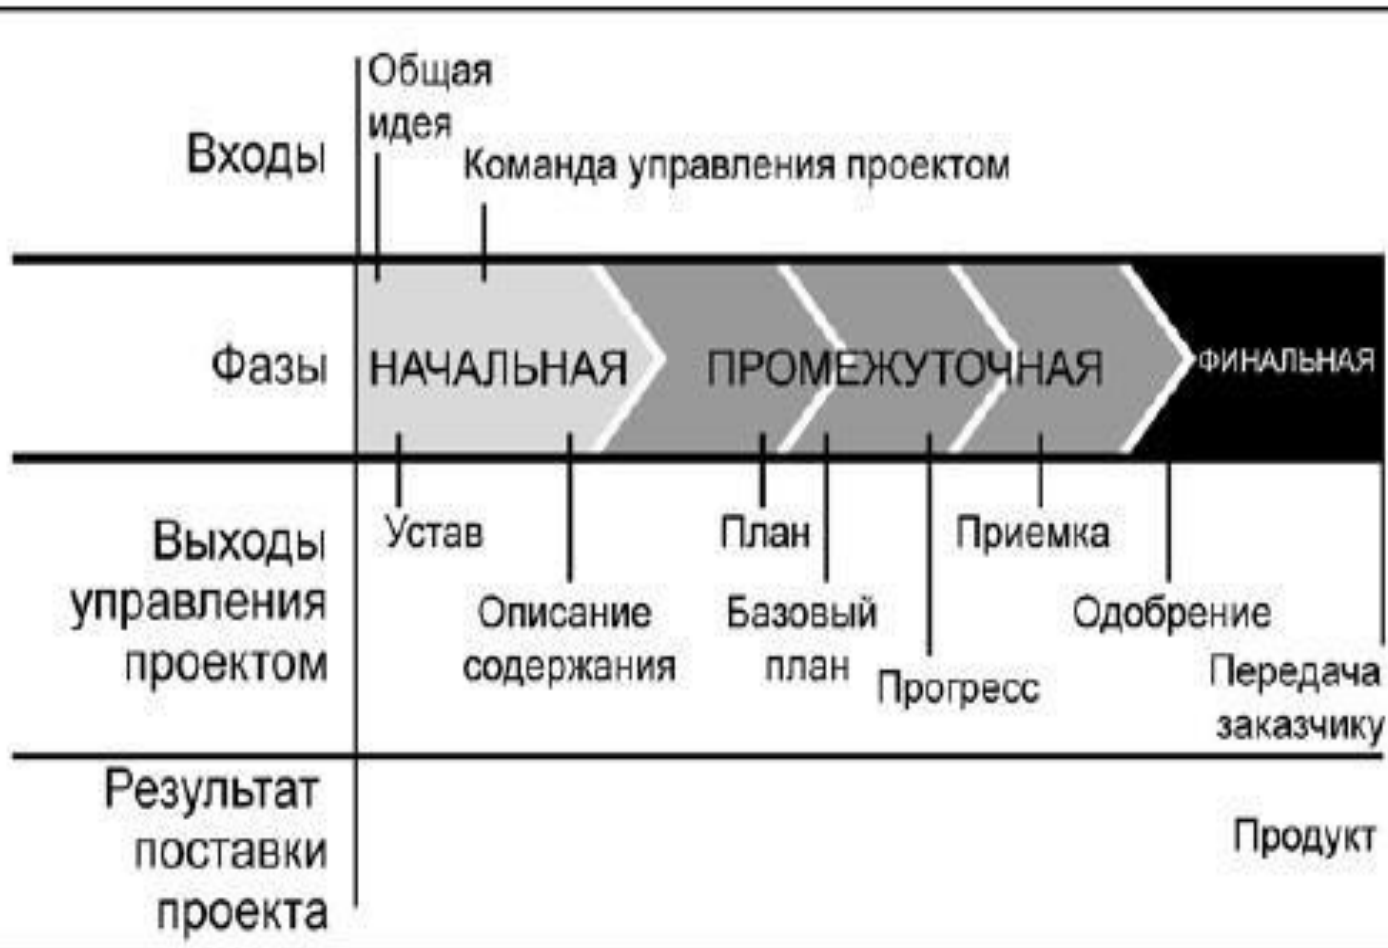 Общая
идея
Входы
Команда управления проектом
Фазы
НАЧАЛЬНАЯ
ПРОМЕЖУТОЧНАЯ
ФИНАЛЬНАЯ
Выходы
управления
проектом
Устав
Описание
содержания
План
Базовый
план
Прогресс
Приемка
Одобрение
Передача
заказчику
Результат
поставки
проекта
Продукт